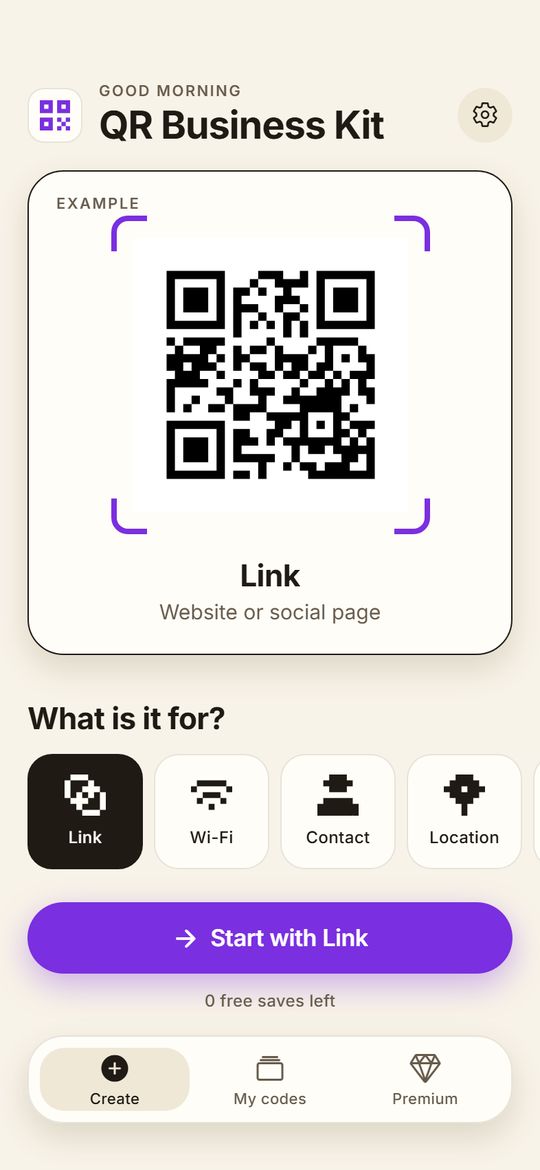 GOOD MORNING
QR Business Kit
EXAMPLE
Link
Website or social page
What is it for?
Link
Wi-Fi
Contact
Location
Start with Link
0 free saves left
Create
My codes
Premium